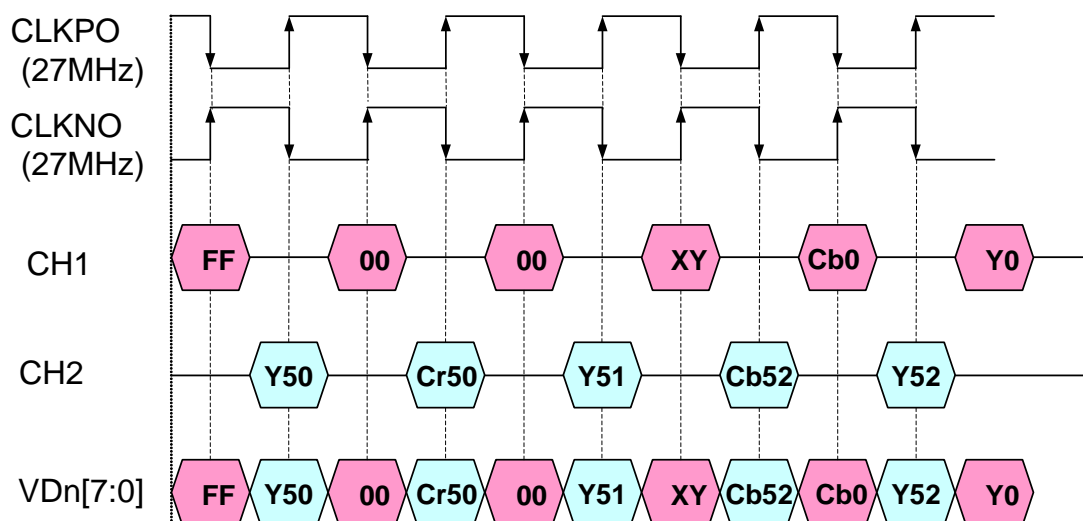 CLKPO
(27MHz)
CLKNO
(27MHz)
CH1 FF 00 00 XY Cb0 Y0
CH2 Y50 Cr50 Y51 Cb52 Y52
VDn[7:0] FF Y50 00 Cr50 00 Y51 XY Cb52 Cb0 Y52 Y0